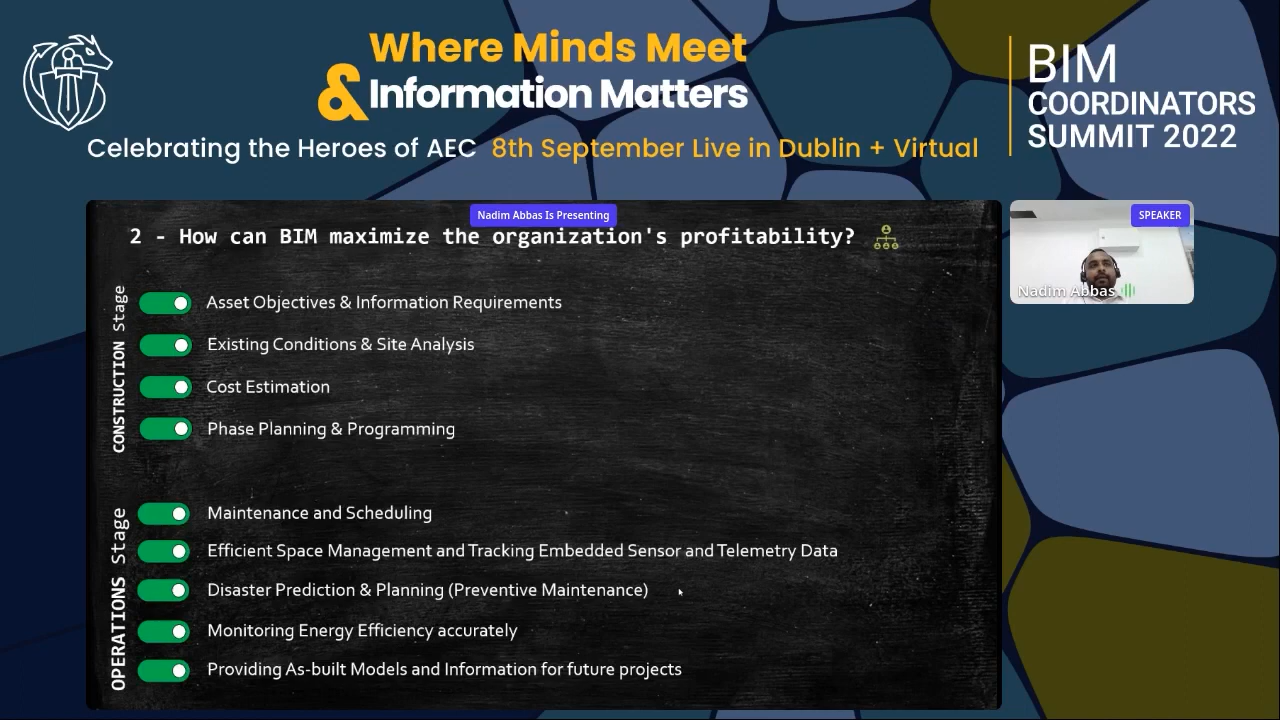 Where Minds Meet
& Information Matters
Celebrating the Heroes of AEC 8th September Live in Dublin + Virtual
BIM
COORDINATORS
SUMMIT 2022
Nadim Abbas Is Presenting
2 - How can BIM maximize the organization's profitability?
SPEAKER
Nadim Abbas
CONSTRUCTION Stage
Asset Objectives & Information Requirements
Existing Conditions & Site Analysis
Cost Estimation
Phase Planning & Programming
OPERATIONS Stage
Maintenance and Scheduling
Efficient Space Management and Tracking Embedded Sensor and Telemetry Data
Disaster Prediction & Planning (Preventive Maintenance)
Monitoring Energy Efficiency accurately
Providing As-built Models and Information for future projects